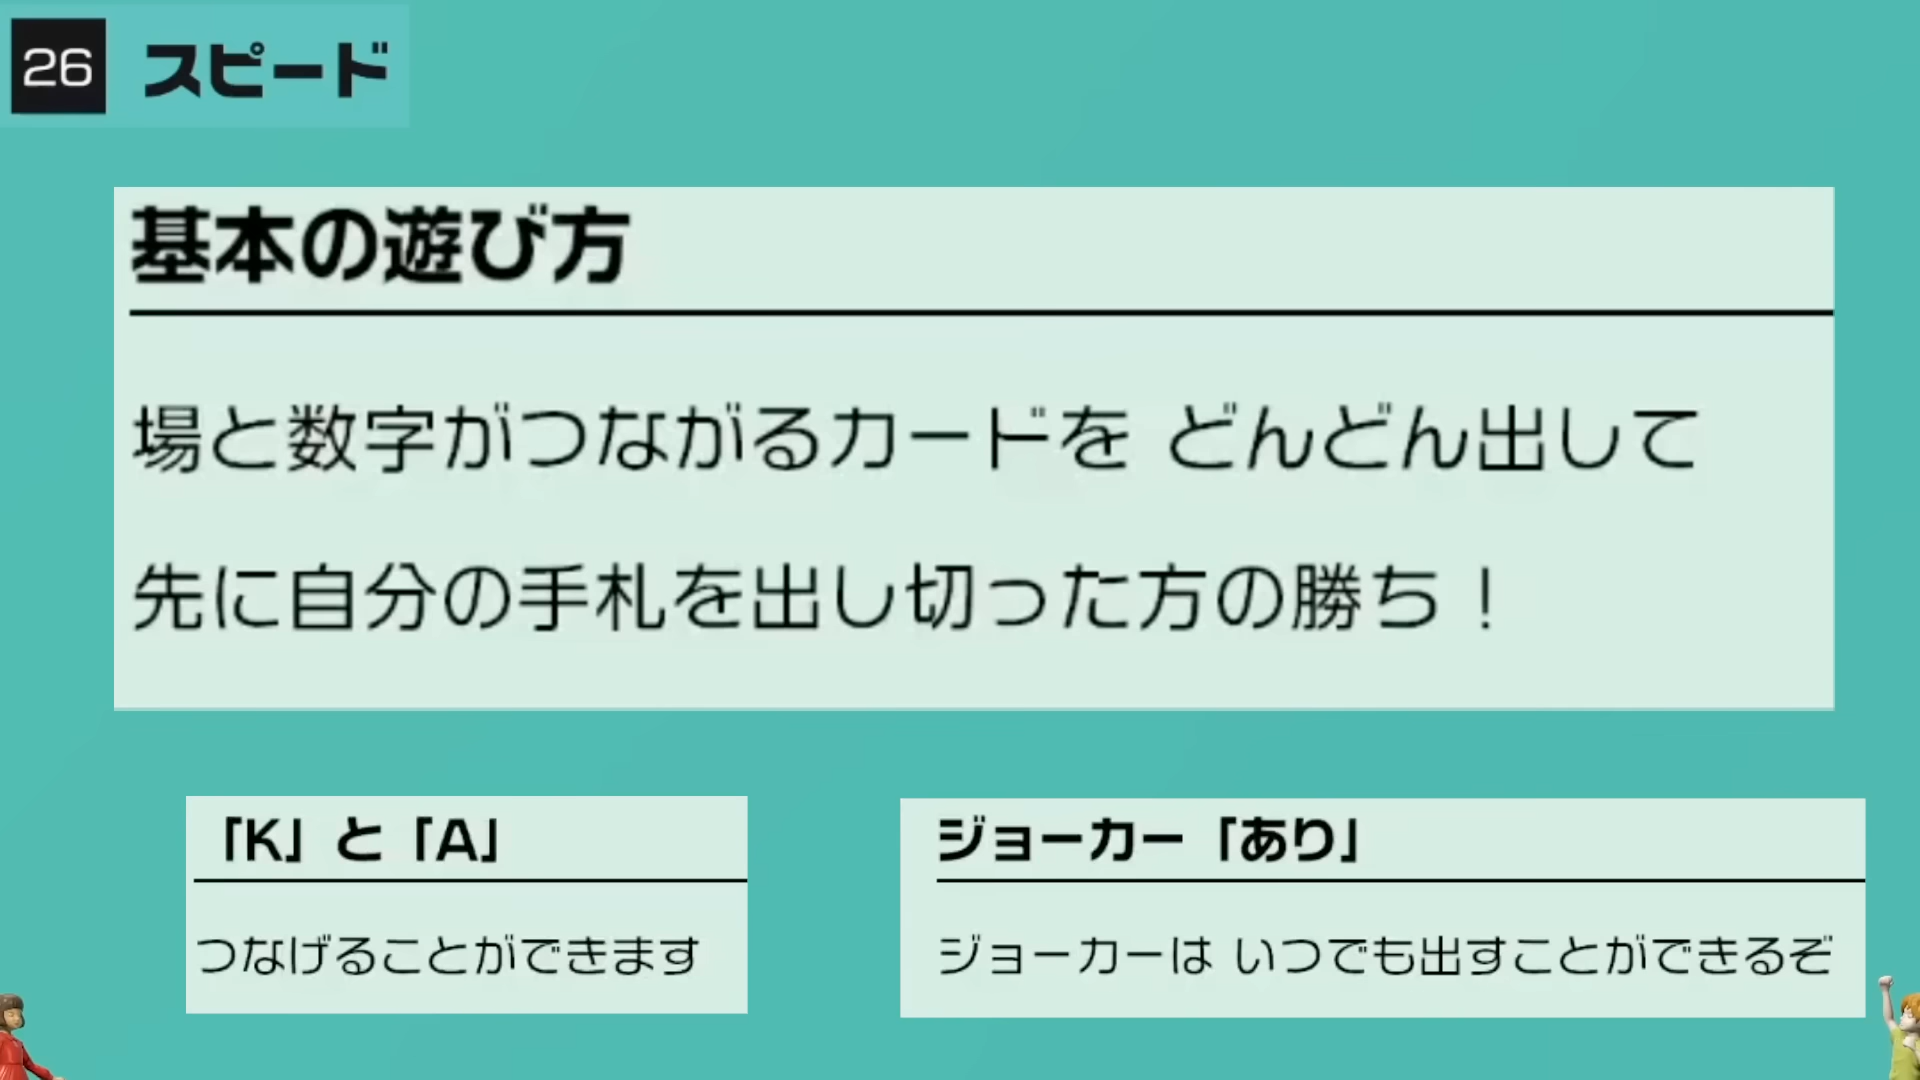 26 スピード
基本の遊び方
場と数字がつながるカードを どんどん出して
先に自分の手札を出し切った方の勝ち！
「K」と「A」
つなげることができます
ジョーカー「あり」
ジョーカーは いつでも出すことができるぞ